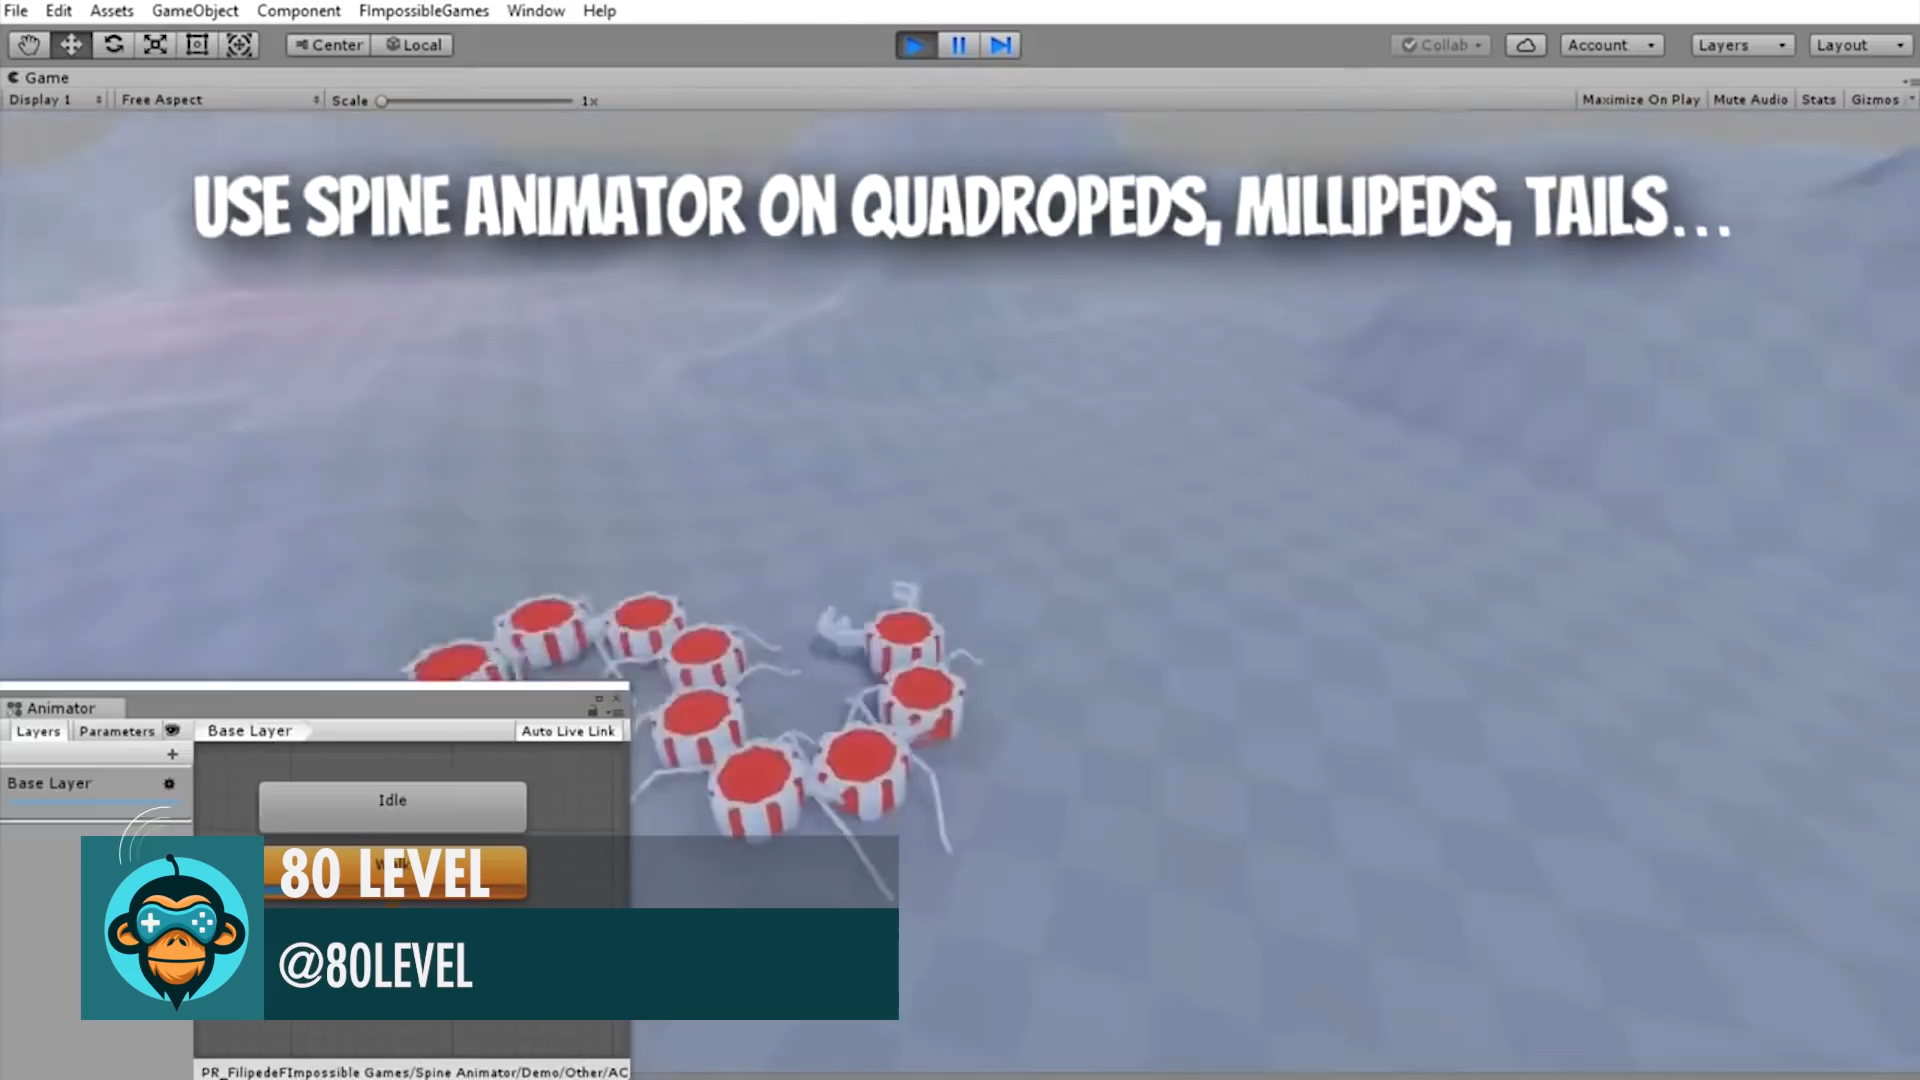 File Edit Assets GameObject Component FImpossibleGames Window Help
Center Local Collab Account Layers Layout
Game
Display 1 Free Aspect Scale 1x Maximize On Play Mute Audio Stats Gizmos
USE SPINE ANIMATOR ON QUADROPEDS, MILLIPEDS, TAILS...
Animator
Layers Parameters Base Layer Auto Live Link
Base Layer
Idle
80 LEVEL
@80LEVEL
PR_FilipedeFImpossible Games/Spine Animator/Demo/Other/AC